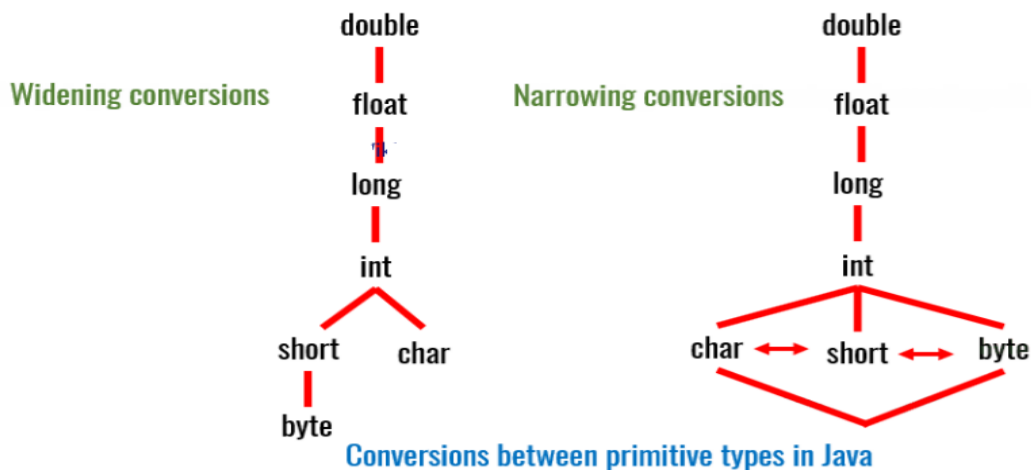 double
Widening conversions
float
long
int
short
char
byte
double
Narrowing conversions
float
long
int
char
short
byte
Conversions between primitive types in Java